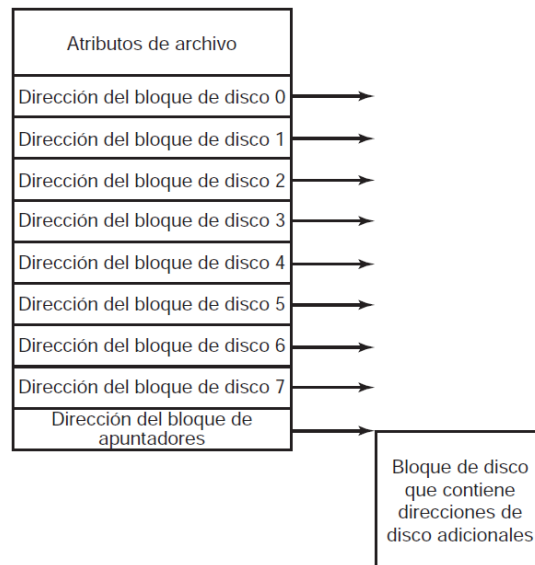 Atributos de archivo
Dirección del bloque de disco 0
Dirección del bloque de disco 1
Dirección del bloque de disco 2
Dirección del bloque de disco 3
Dirección del bloque de disco 4
Dirección del bloque de disco 5
Dirección del bloque de disco 6
Dirección del bloque de disco 7
Dirección del bloque de
apuntadores
Bloque de disco
que contiene
direcciones de
disco adicionales